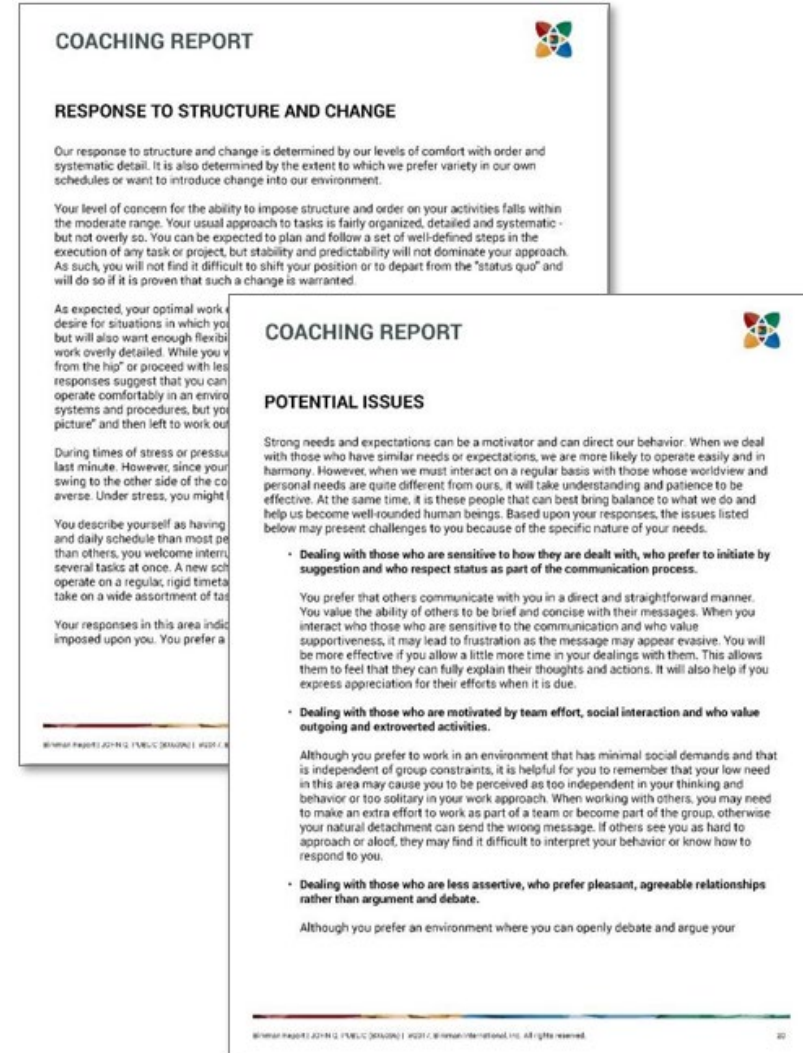 COACHING REPORT
RESPONSE TO STRUCTURE AND CHANGE
Our response to structure and change is determined by our levels of comfort with order and
systematic detail. It is also determined by the extent to which we prefer variety in our own
schedules or want to introduce change into our environment.
Your level of concern for the ability to impose structure and order on your activities falls within
the moderate range. Your usual approach to tasks is fairly organized, detailed and systematic -
but not overly so. You can be expected to plan and follow a set of well-defined steps in the
execution of any task or project, but stability and predictability will not dominate your approach.
As such, you will not find it difficult to shift your position or to depart from the "status quo" and
will do so if it is proven that such a change is warranted.
As expected, your optimal work
desire for situations in which you
but will also want enough flexibi
work overly detailed. While you
from the hip" or proceed with les
responses suggest that you can
operate comfortably in an enviro
systems and procedures, but you
picture" and then left to work out
During times of stress or pressu
last minute. However, since your
swing to the other side of the co
averse. Under stress, you might
You describe yourself as having
and daily schedule than most pe
than others, you welcome interru
several tasks at once. A new sch
operate on a regular, rigid timeta
take on a wide assortment of tas
Your responses in this area indic
imposed upon you. You prefer a
Birkman Report | JOHN Q. PUBLIC
COACHING REPORT
POTENTIAL ISSUES
Strong needs and expectations can be a motivator and can direct our behavior. When we deal
with those who have similar needs or expectations, we are more likely to operate easily and in
harmony. However, when we must interact on a regular basis with those whose worldview and
personal needs are quite different from ours, it will take understanding and patience to be
effective. At the same time, it is these people that can best bring balance to what we do and
help us become well-rounded human beings. Based upon your responses, the issues listed
below may present challenges to you because of the specific nature of your needs.
• Dealing with those who are sensitive to how they are dealt with, who prefer to initiate by
suggestion and who respect status as part of the communication process.
You prefer that others communicate with you in a direct and straightforward manner.
You value the ability of others to be brief and concise with their messages. When you
interact who those who are sensitive to the communication and who value
supportiveness, it may lead to frustration as the message may appear evasive. You will
be more effective if you allow a little more time in your dealings with them. This allows
them to feel that they can fully explain their thoughts and actions. It will also help if you
express appreciation for their efforts when it is due.
• Dealing with those who are motivated by team effort, social interaction and who value
outgoing and extroverted activities.
Although you prefer to work in an environment that has minimal social demands and that
is independent of group constraints, it is helpful for you to remember that your low need
in this area may cause you to be perceived as too independent in your thinking and
behavior or too solitary in your work approach. When working with others, you may need
to make an extra effort to work as part of a team or become part of the group, otherwise
your natural detachment can send the wrong message. If others see you as hard to
approach or aloof, they may find it difficult to interpret your behavior or know how to
respond to you.
• Dealing with those who are less assertive, who prefer pleasant, agreeable relationships
rather than argument and debate.
Although you prefer an environment where you can openly debate and argue your
Birkman Report | JOHN Q. PUBLIC | ©2017, Birkman International, Inc. All rights reserved.
20